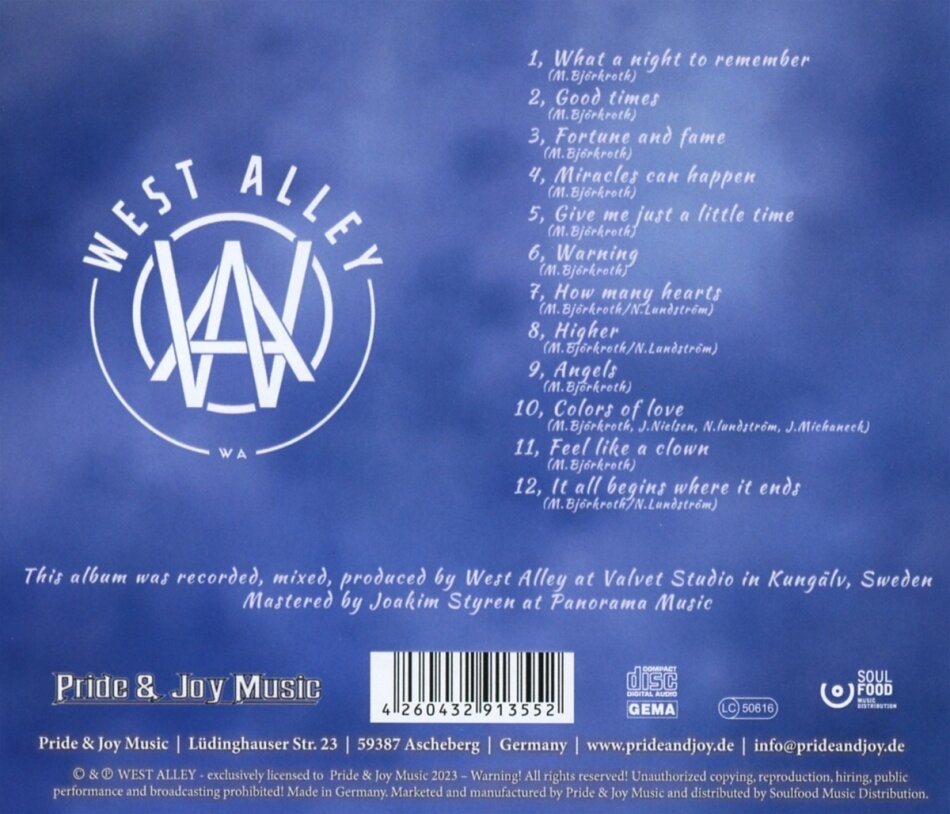 WEST ALLEY
WA
WA
1, What a night to remember
(M.Björkroth)
2, Good times
(M.Björkroth)
3, Fortune and fame
(M.Björkroth)
4, Miracles can happen
(M.Björkroth)
5, Give me just a little time
(M.Björkroth)
6, Warning
(M.Björkroth)
7, How many hearts
(M.Björkroth/N.Lundström)
8, Higher
(M.Björkroth/N.Lundström)
9, Angels
(M.Björkroth)
10, Colors of love
(M.Björkroth, J.Nielsen, N.lundström, J.Michaneck)
11, Feel like a clown
(M.Björkroth)
12, It all begins where it ends
(M.Björkroth/N.Lundström)
This album was recorded, mixed, produced by West Alley at Valvet Studio in Kungälv, Sweden
Mastered by Joakim Styren at Panorama Music
Pride & Joy Music
4 260432 913552
COMPACT
disc
DIGITAL AUDIO
GEMA
LC 50616
SOUL
FOOD
MUSIC
DISTRIBUTION
Pride & Joy Music | Lüdinghauser Str. 23 | 59387 Ascheberg | Germany | www.prideandjoy.de | info@prideandjoy.de
© & ℗ WEST ALLEY - exclusively licensed to Pride & Joy Music 2023 – Warning! All rights reserved! Unauthorized copying, reproduction, hiring, public
performance and broadcasting prohibited! Made in Germany. Marketed and manufactured by Pride & Joy Music and distributed by Soulfood Music Distribution.